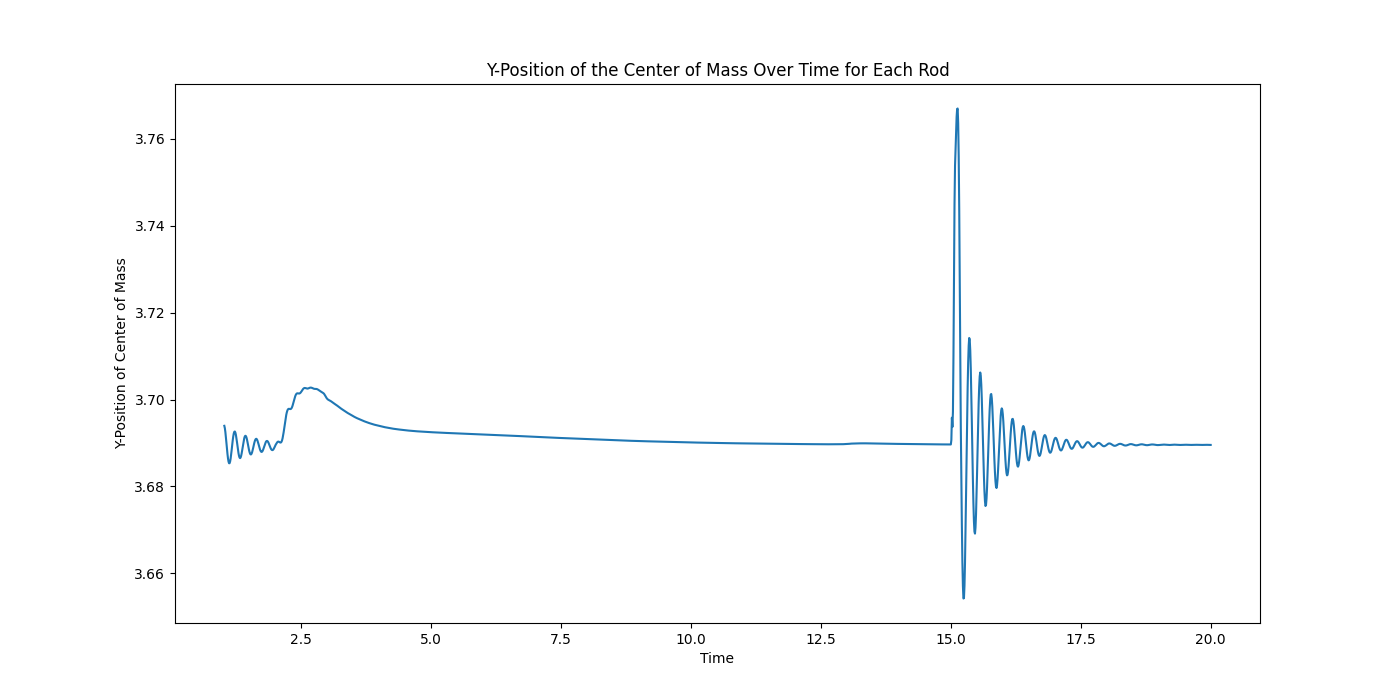 Y-Position of the Center of Mass Over Time for Each Rod
Y-Position of Center of Mass
3.76
3.74
3.72
3.70
3.68
3.66
2.5 5.0 7.5 10.0 12.5 15.0 17.5 20.0
Time